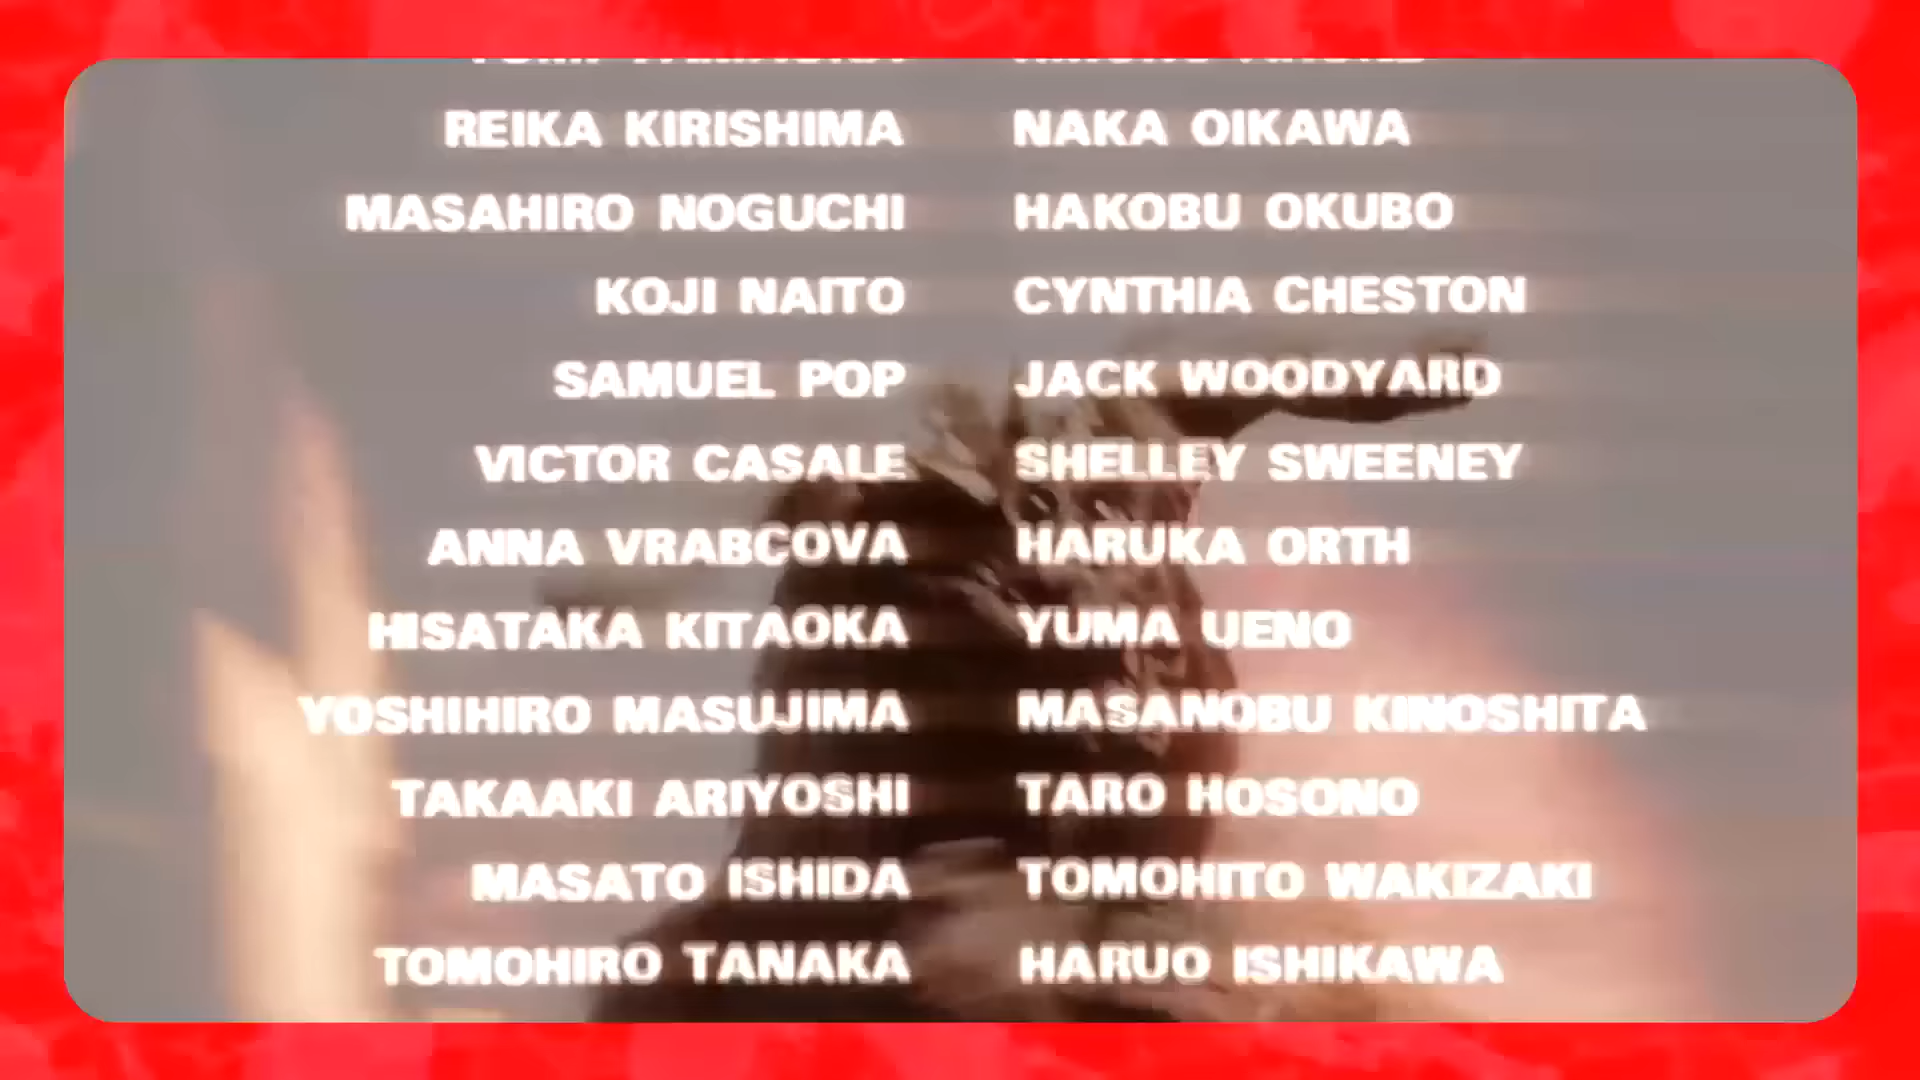 REIKA KIRISHIMA NAKA OIKAWA
MASAHIRO NOGUCHI HAKOBU OKUBO
KOJI NAITO CYNTHIA CHESTON
SAMUEL POP JACK WOODYARD
VICTOR CASALE SHELLEY SWEENEY
ANNA VRABCOVA HARUKA ORTH
HISATAKA KITAOKA YUMA UENO
YOSHIHIRO MASUJIMA MASANOBU KINOSHITA
TAKAAKI ARIYOSHI TARO HOSONO
MASATO ISHIDA TOMOHITO WAKIZAKI
TOMOHIRO TANAKA HARUO ISHIKAWA